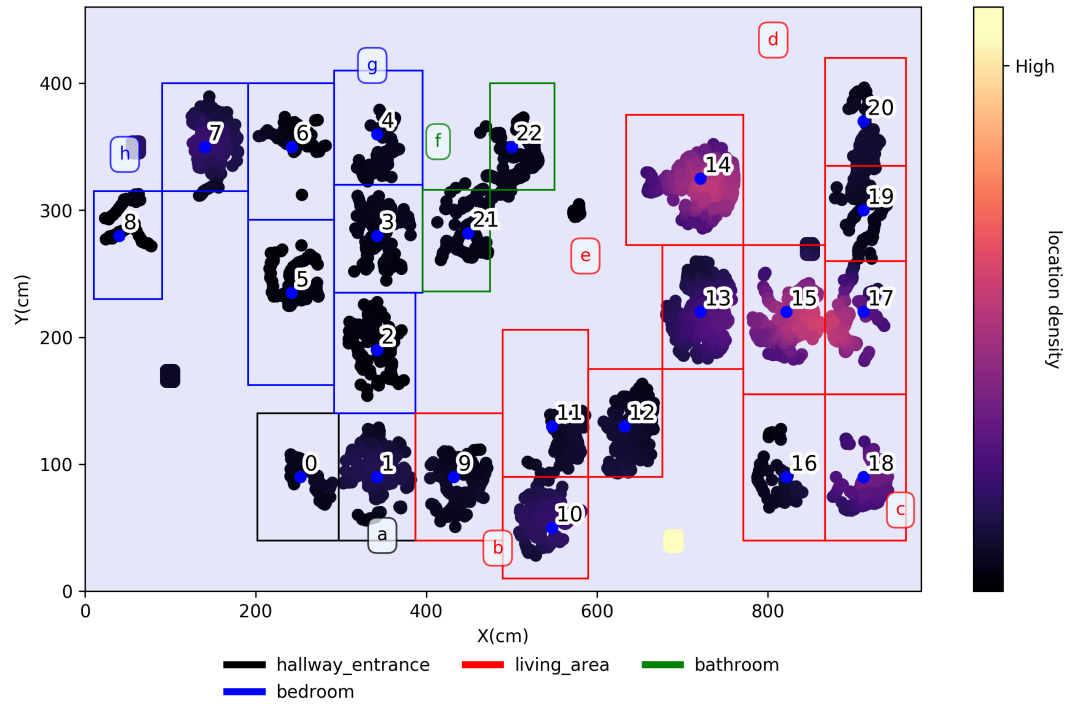 d
High
g
20
400
7
6
4
22
f
h
14
19
300
8
3
21
e
5
13
15
17
Y(cm)
location density
200
2
11
12
0
1
9
16
18
100
10
c
a
b
0
0
200
400
600
800
X(cm)
hallway_entrance
living_area
bathroom
bedroom